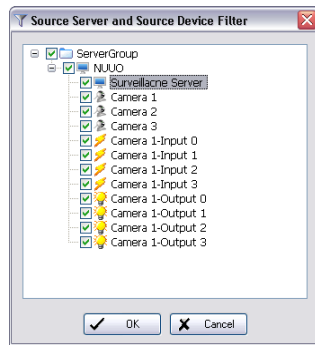 Source Server and Source Device Filter
ServerGroup
NUUO
Surveillacne Server
Camera 1
Camera 2
Camera 3
Camera 1-Input 0
Camera 1-Input 1
Camera 1-Input 2
Camera 1-Input 3
Camera 1-Output 0
Camera 1-Output 1
Camera 1-Output 2
Camera 1-Output 3
OK Cancel